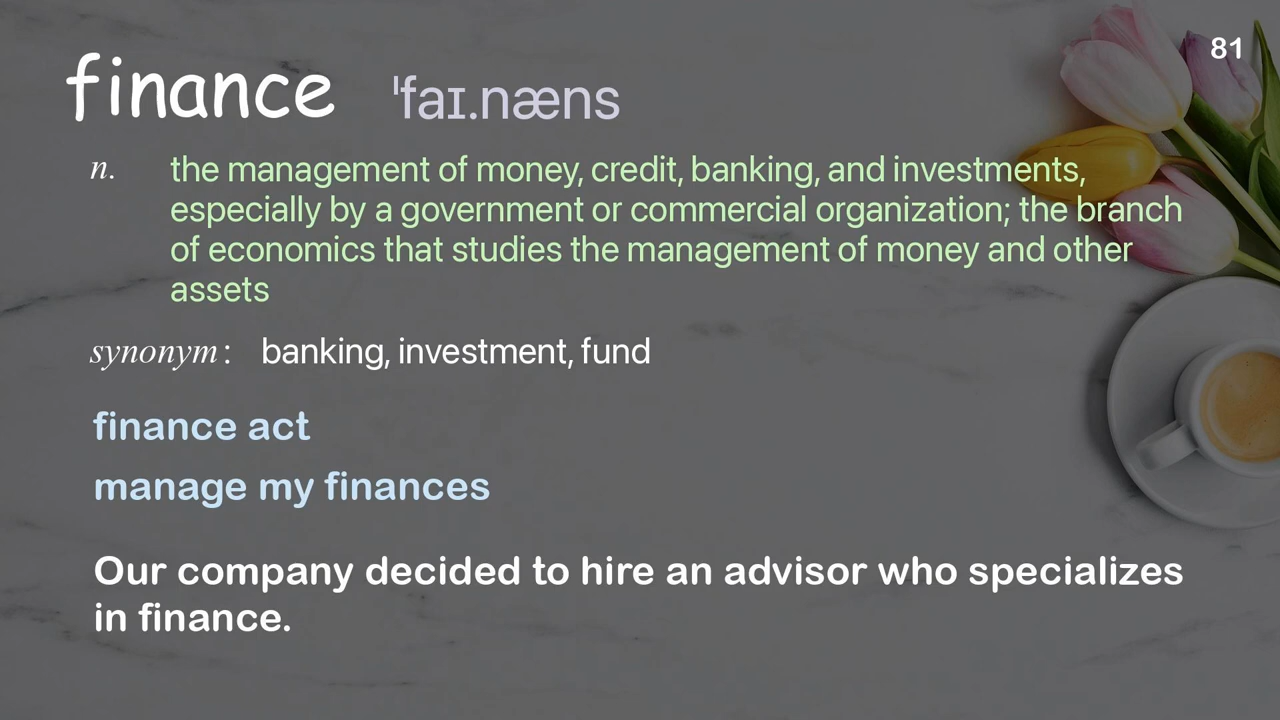 81
finance ˈfaɪ.næns
n. the management of money, credit, banking, and investments,
especially by a government or commercial organization; the branch
of economics that studies the management of money and other
assets
synonym: banking, investment, fund
finance act
manage my finances
Our company decided to hire an advisor who specializes
in finance.